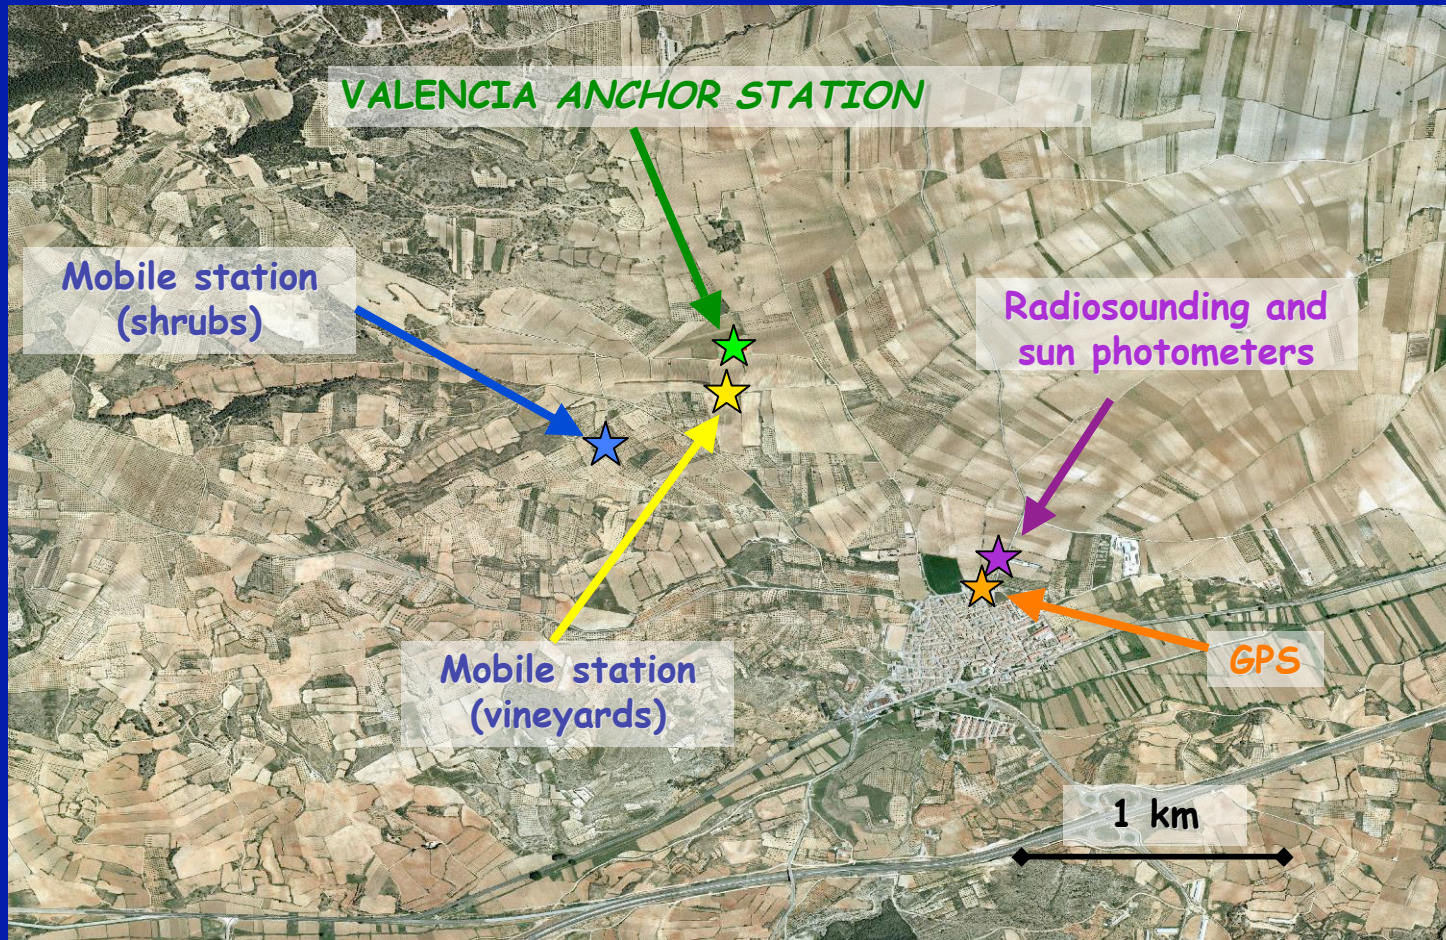 VALENCIA ANCHOR STATION
Mobile station
(shrubs)
Radiosounding and
sun photometers
Mobile station
(vineyards)
GPS
1 km